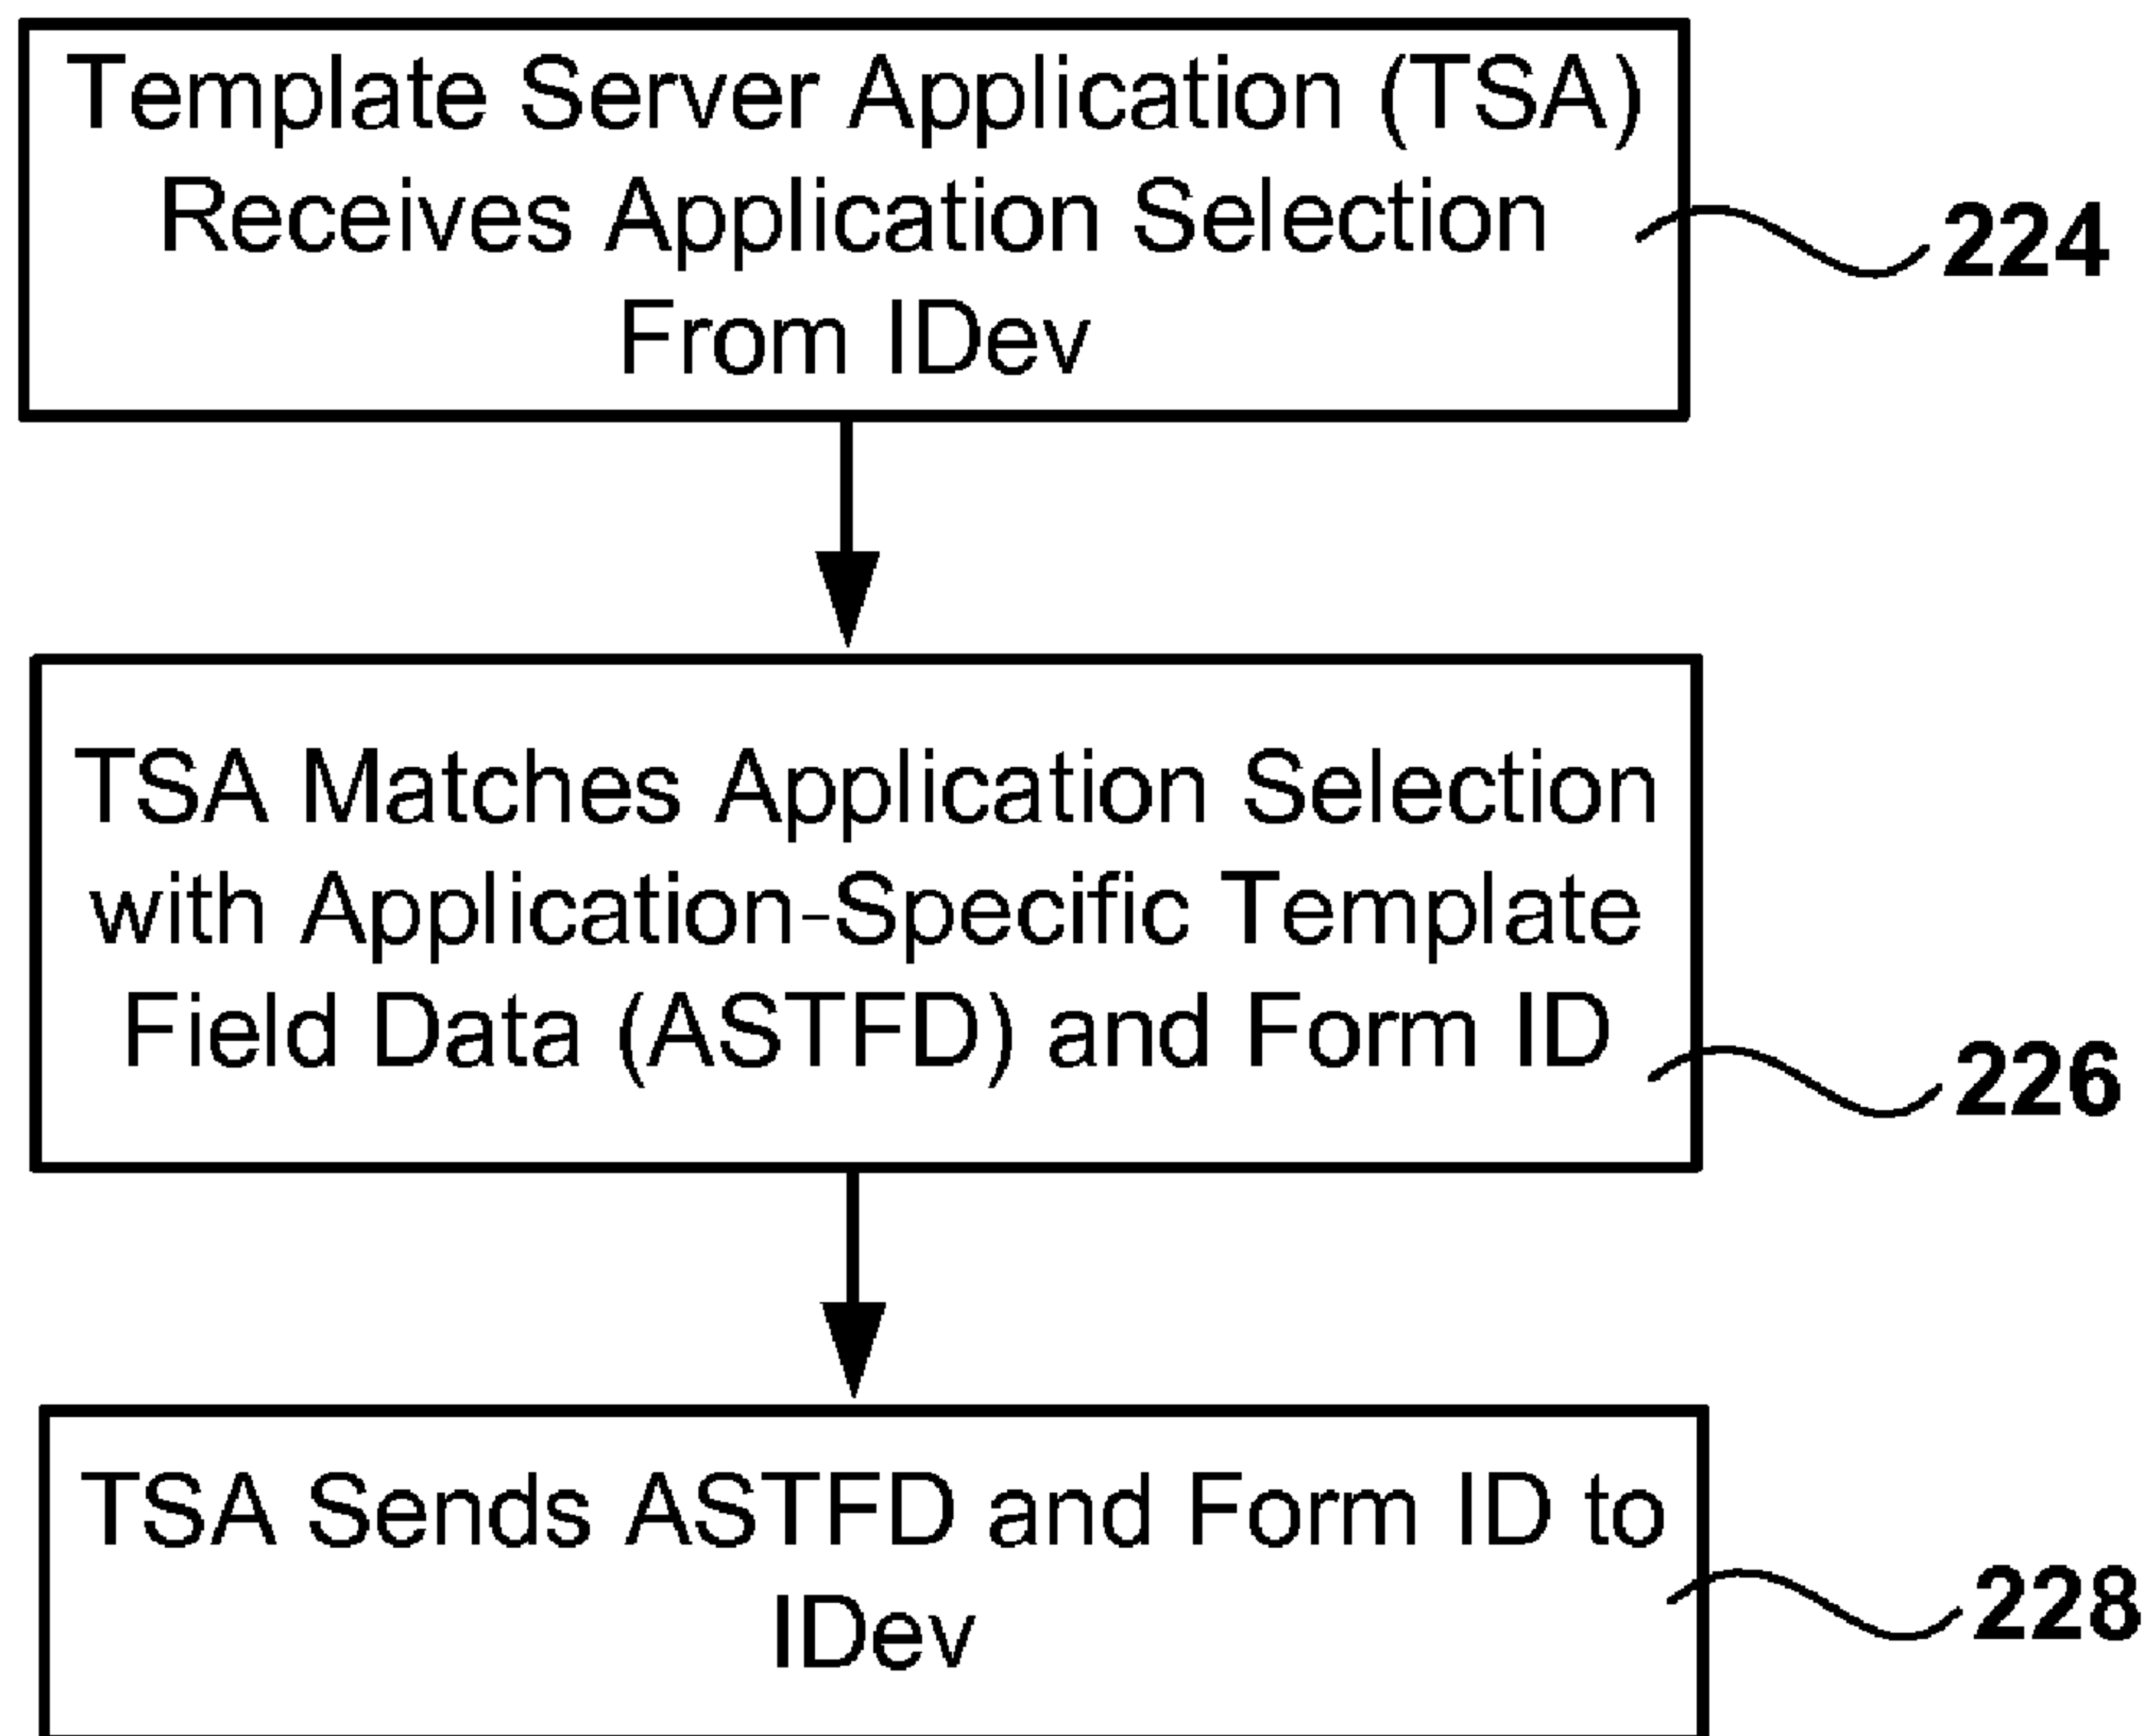 Template Server Application (TSA)
Receives Application Selection
From IDev
224
TSA Matches Application Selection
with Application-Specific Template
Field Data (ASTFD) and Form ID
226
TSA Sends ASTFD and Form ID to
IDev
228